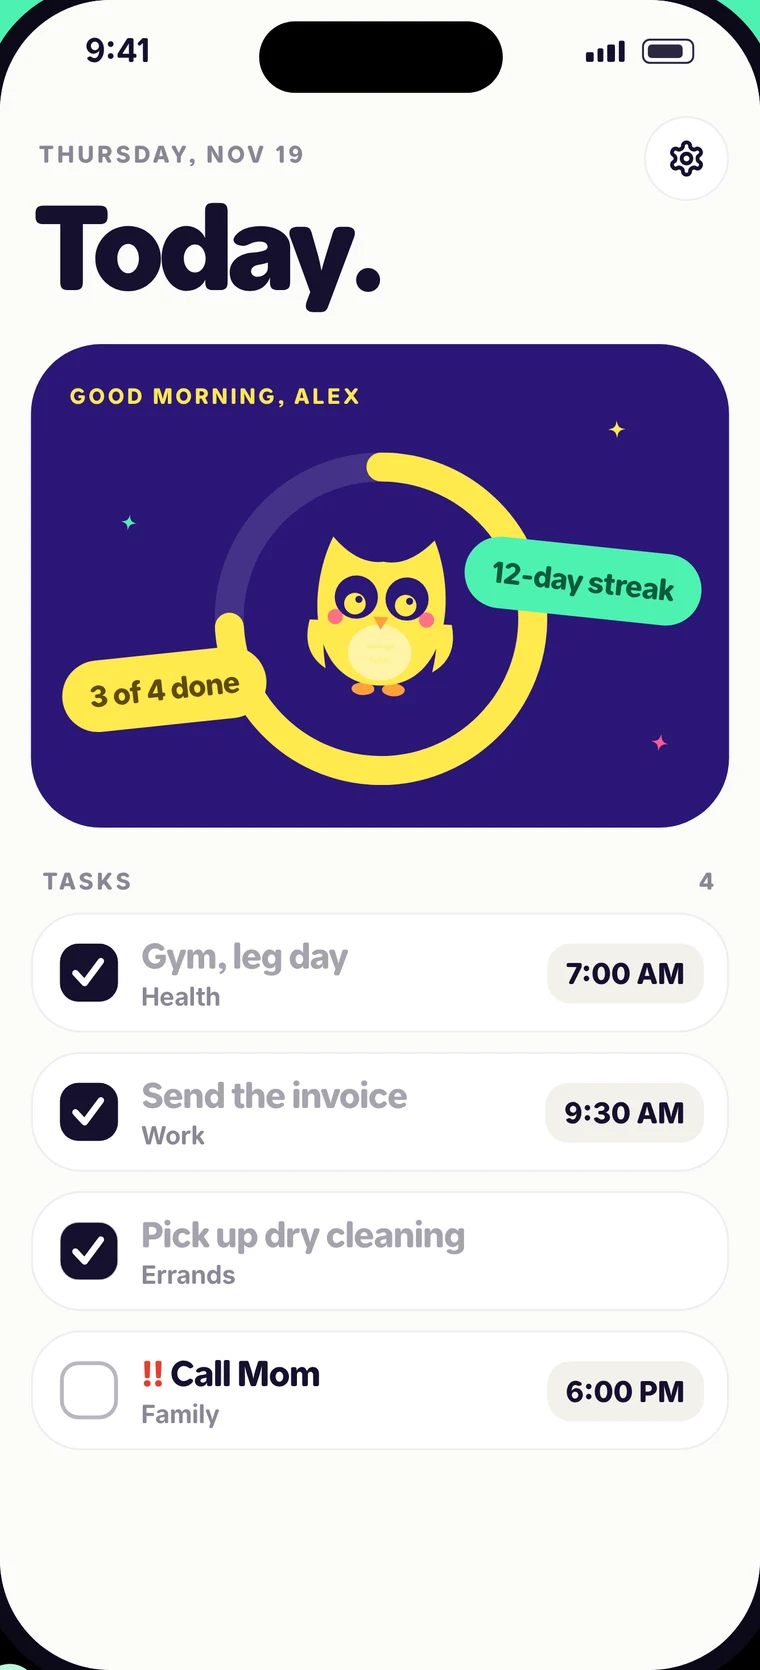 9:41
THURSDAY, NOV 19
Today.
GOOD MORNING, ALEX
12-day streak
3 of 4 done
TASKS 4
Gym, leg day
Health
7:00 AM
Send the invoice
Work
9:30 AM
Pick up dry cleaning
Errands
!! Call Mom
Family
6:00 PM